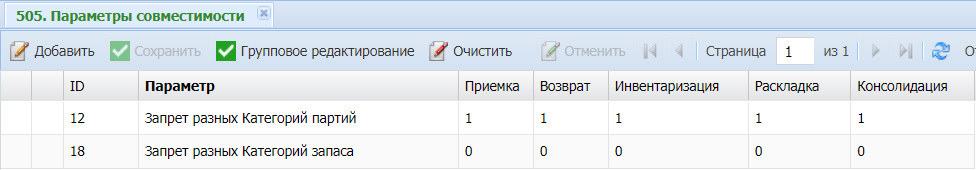 505. Параметры совместимости
Добавить Сохранить Групповое редактирование Очистить Отменить Страница 1 из 1
ID Параметр Приемка Возврат Инвентаризация Раскладка Консолидация
12 Запрет разных Категорий партий 1 1 1 1 1
18 Запрет разных Категорий запаса 0 0 0 0 0